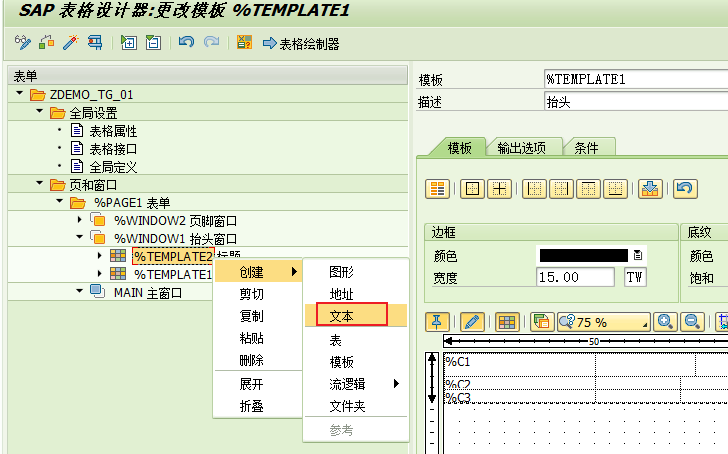 SAP 表格设计器:更改模板 %TEMPLATE1
表格绘制器
表单
ZDEMO_TG_01
全局设置
表格属性
表格接口
全局定义
页和窗口
%PAGE1 表单
%WINDOW2 页脚窗口
%WINDOW1 抬头窗口
%TEMPLATE2 标题
%TEMPLATE1
MAIN 主窗口
创建
剪切
复制
粘贴
删除
展开
折叠
图形
地址
文本
表
模板
流逻辑
文件夹
参考
模板 %TEMPLATE1
描述 抬头
模板 输出选项 条件
边框 底纹
颜色 颜色
宽度 15.00 TW 饱和
75 %
50
%C1
%C2
%C3